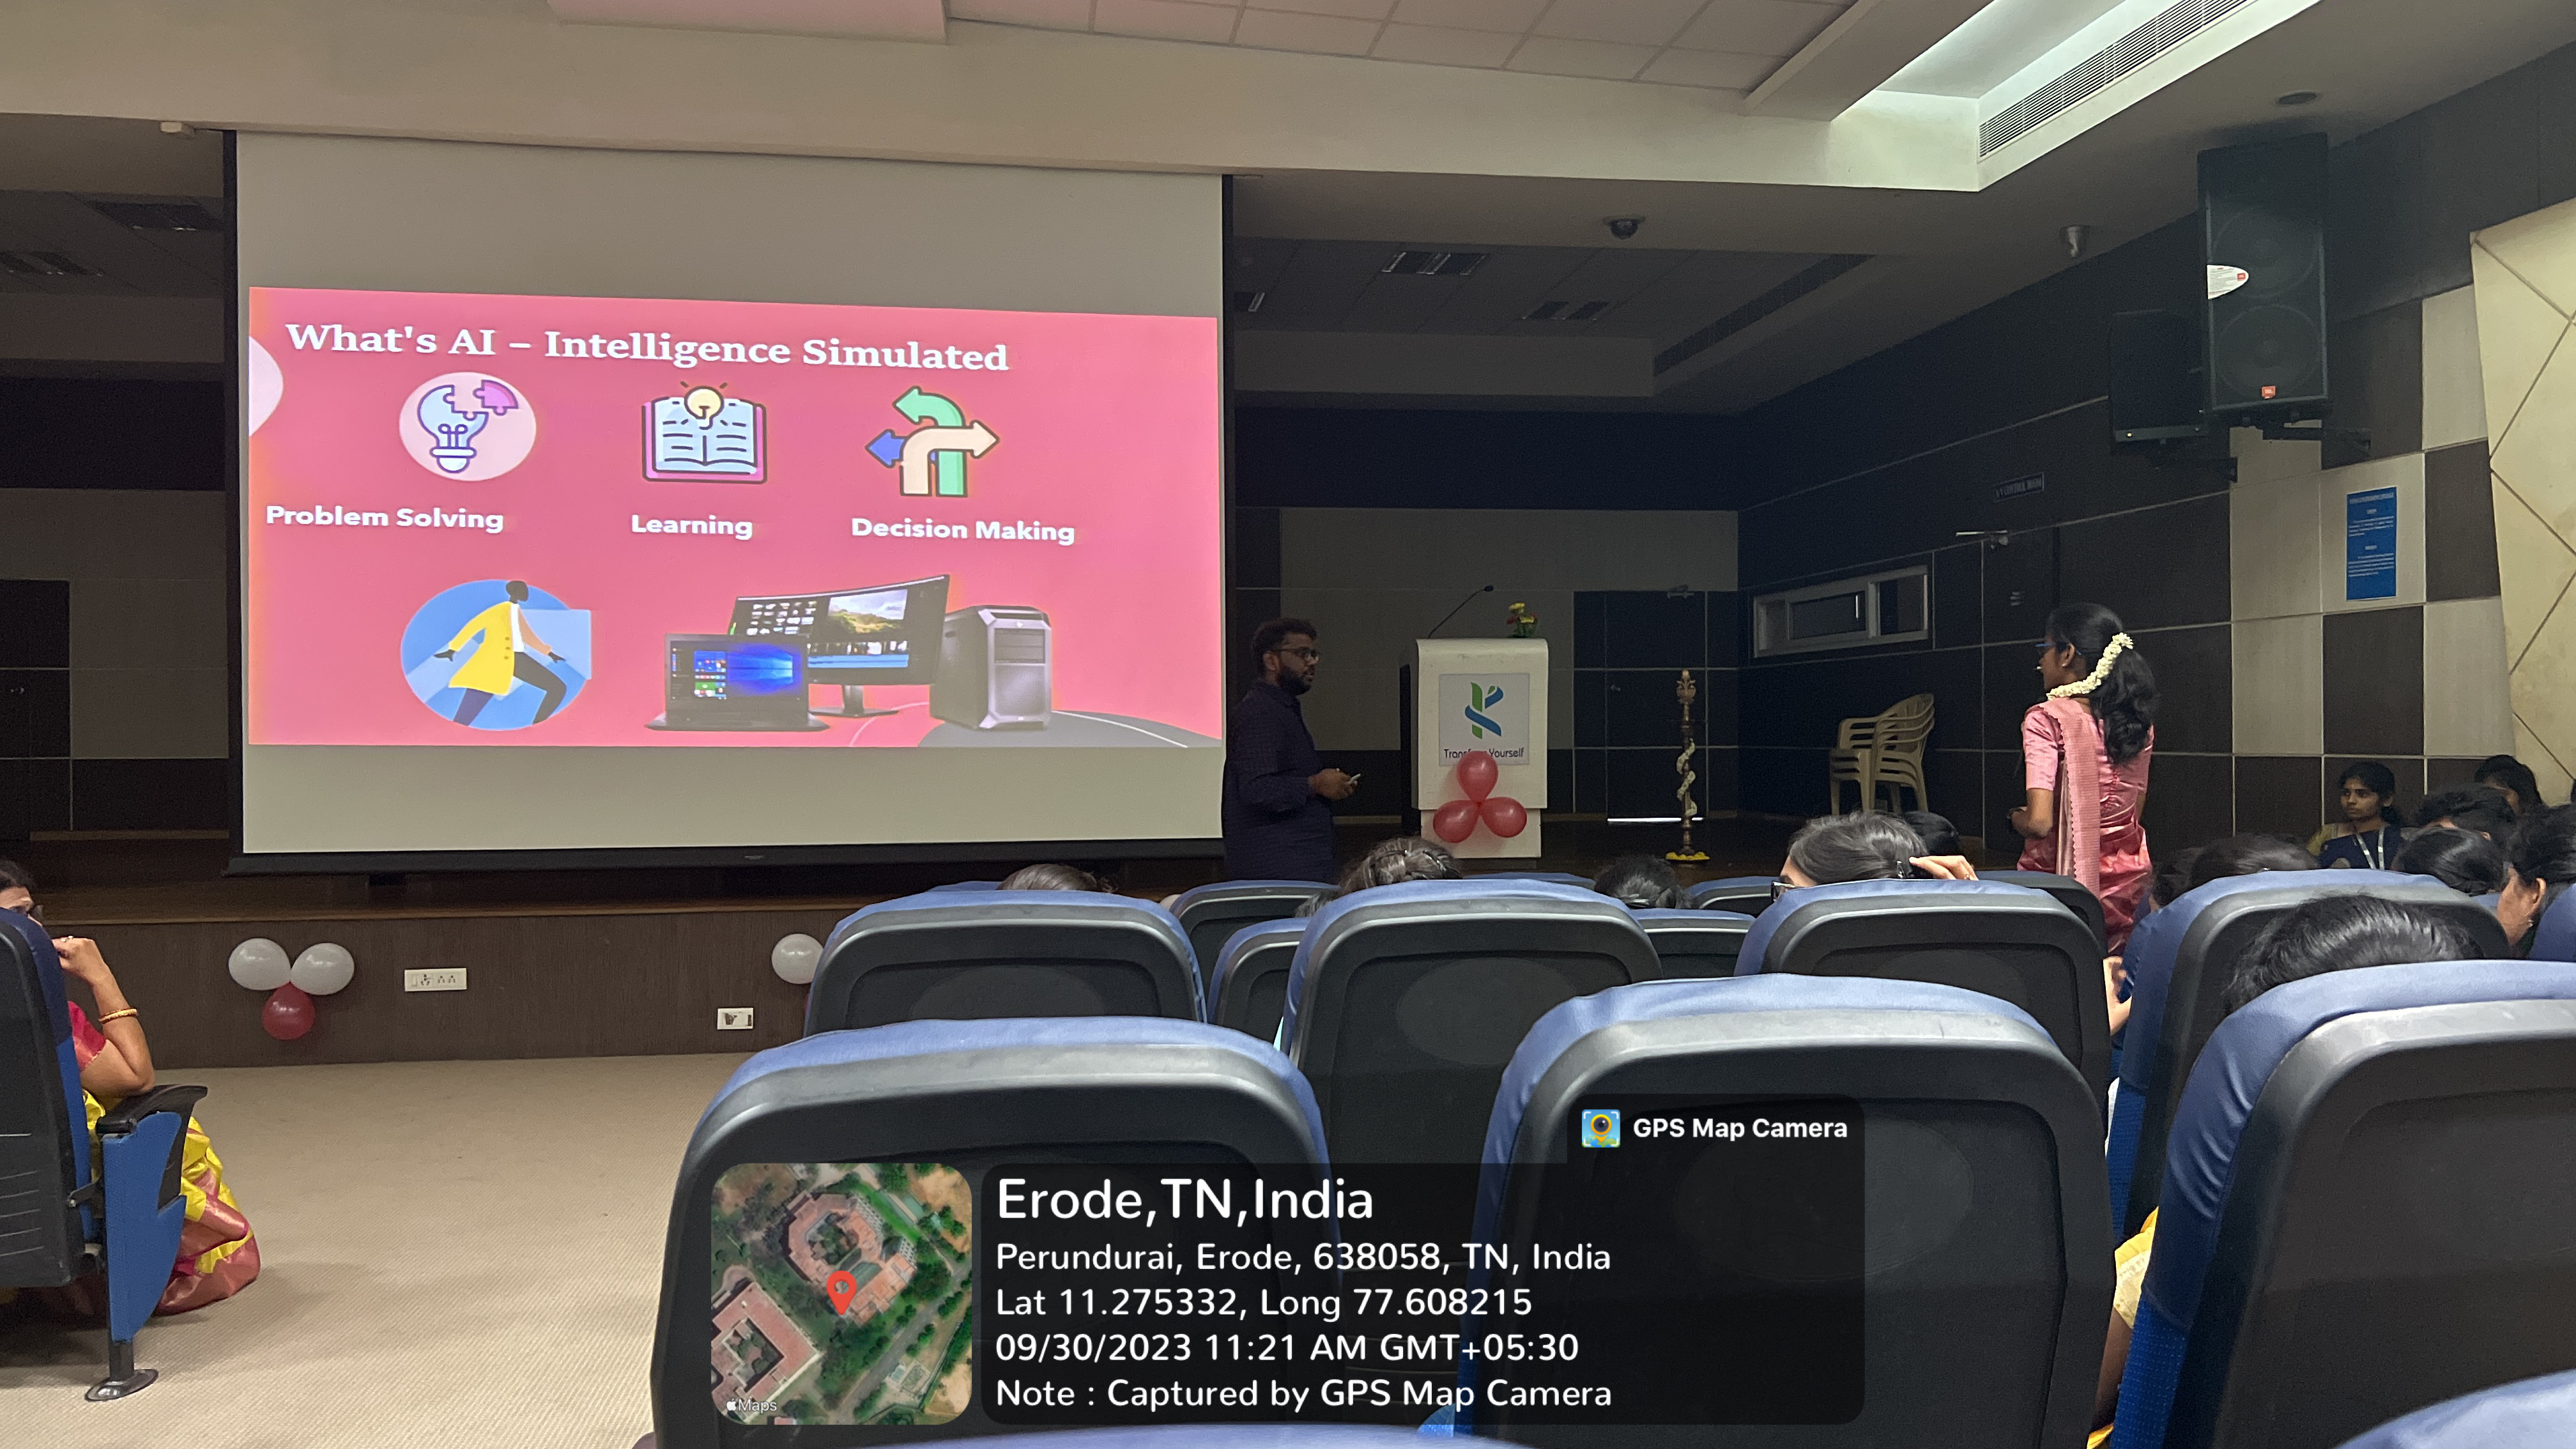 What's AI – Intelligence Simulated
Problem Solving
Learning
Decision Making
Yourself
GPS Map Camera
Erode,TN,India
Perundurai, Erode, 638058, TN, India
Lat 11.275332, Long 77.608215
09/30/2023 11:21 AM GMT+05:30
Note : Captured by GPS Map Camera
Maps